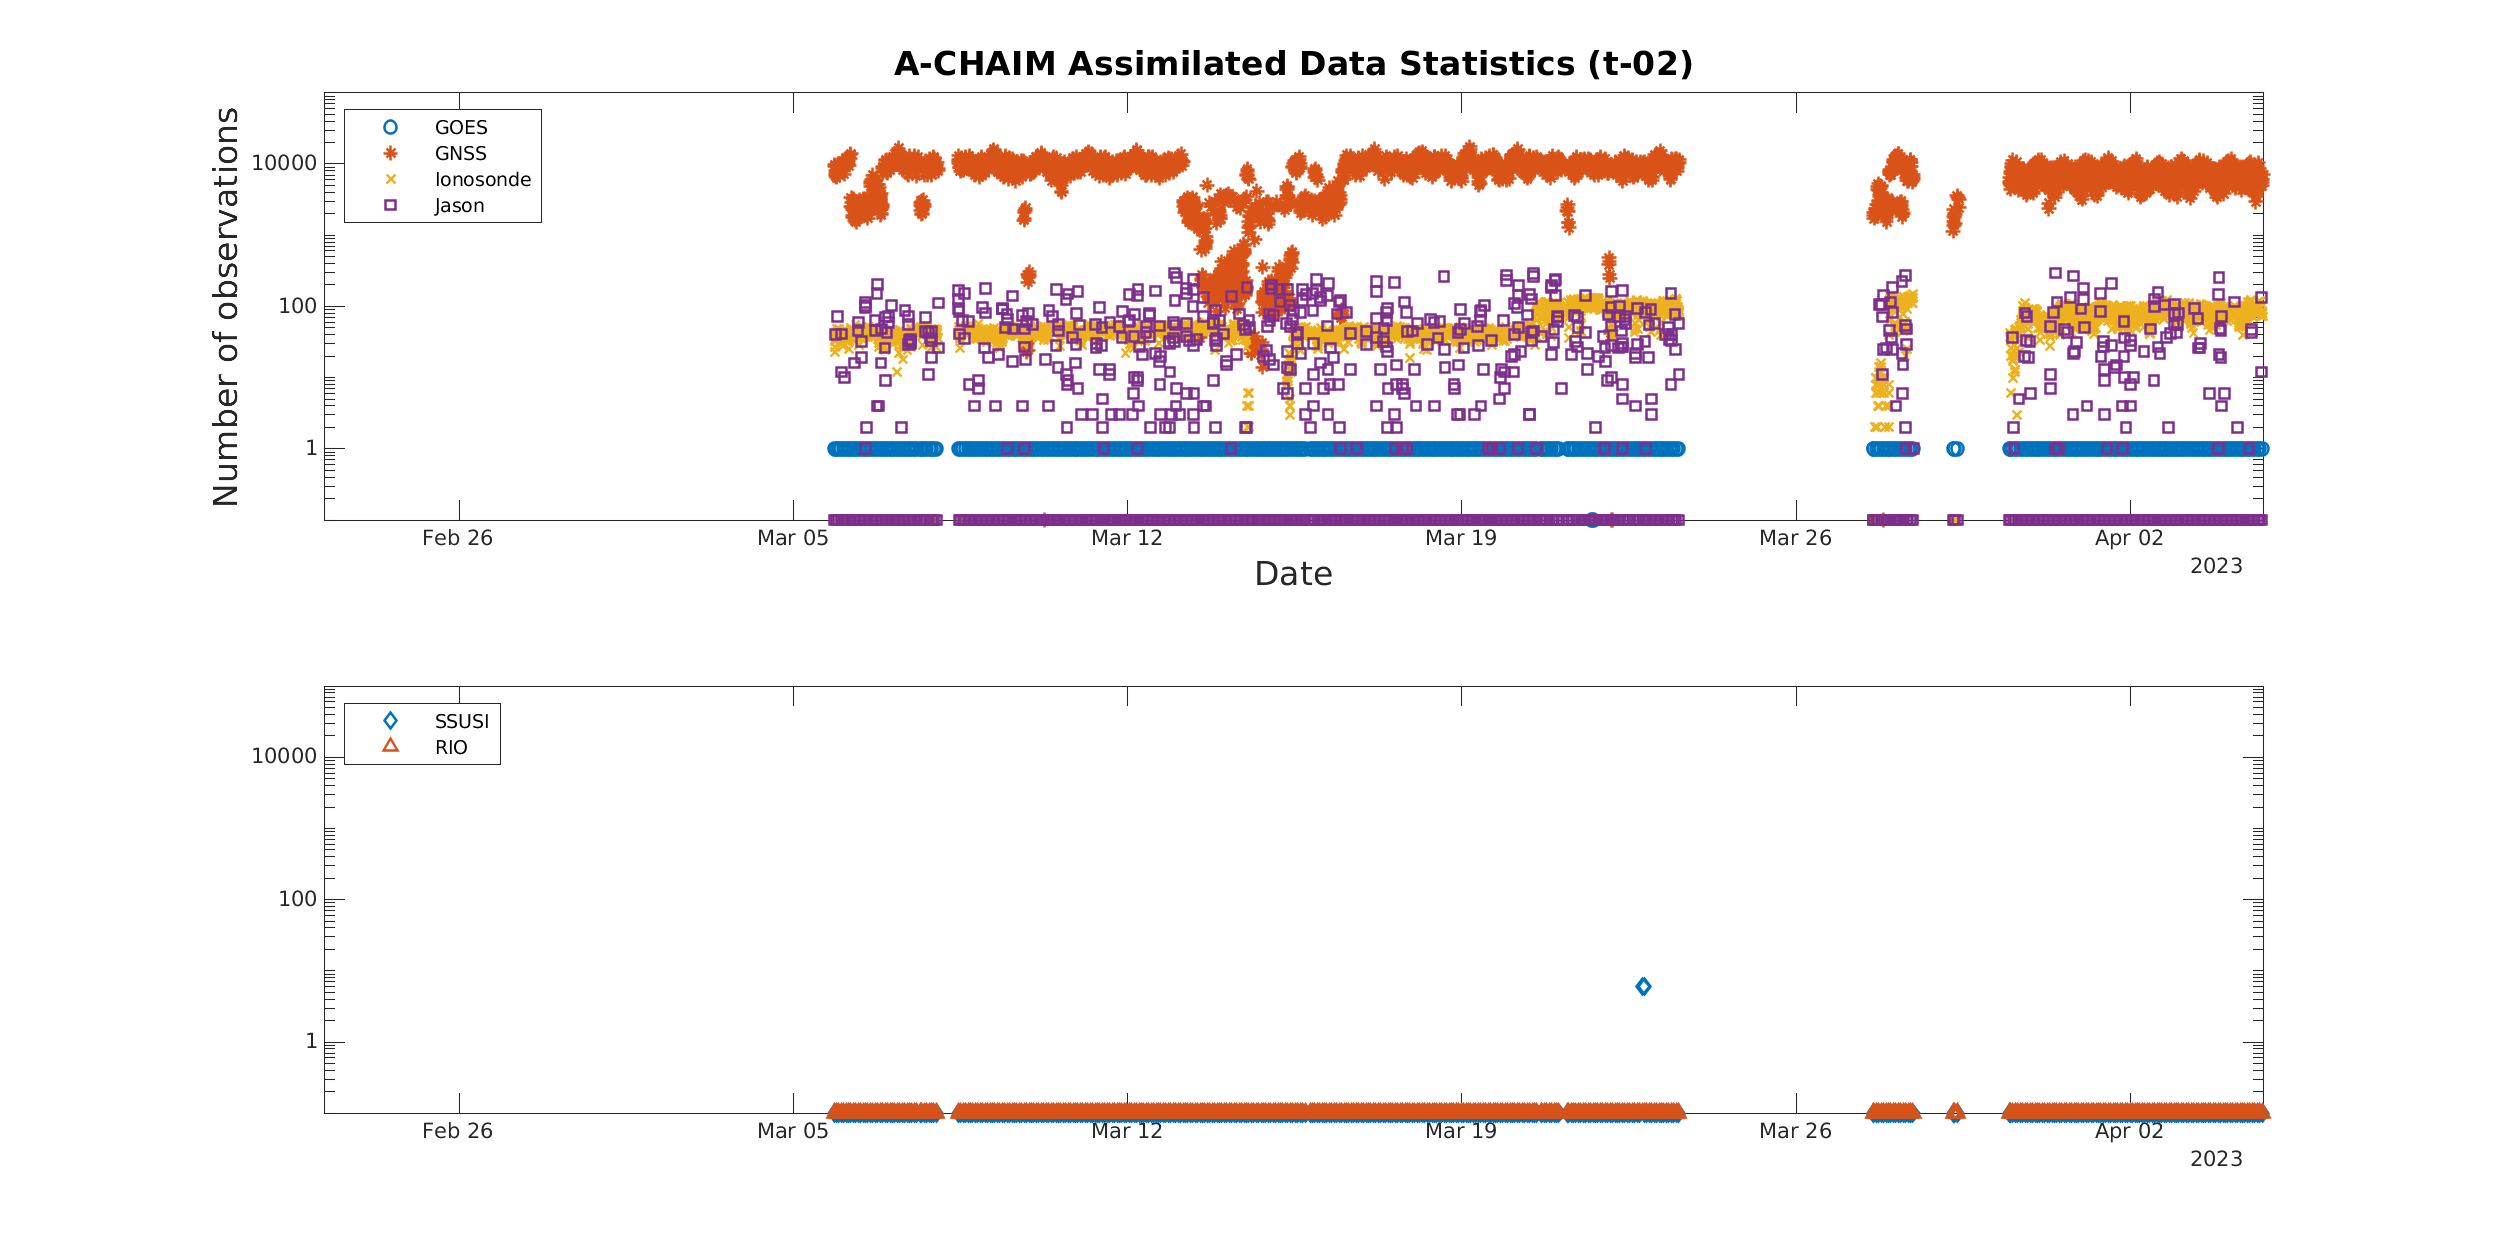 A-CHAIM Assimilated Data Statistics (t-02)
Number of observations
10000
100
1
GOES
GNSS
Ionosonde
Jason
Feb 26
Mar 05
Mar 12
Mar 19
Mar 26
Apr 02
2023
Date
10000
100
1
SSUSI
RIO
Feb 26
Mar 05
Mar 12
Mar 19
Mar 26
Apr 02
2023